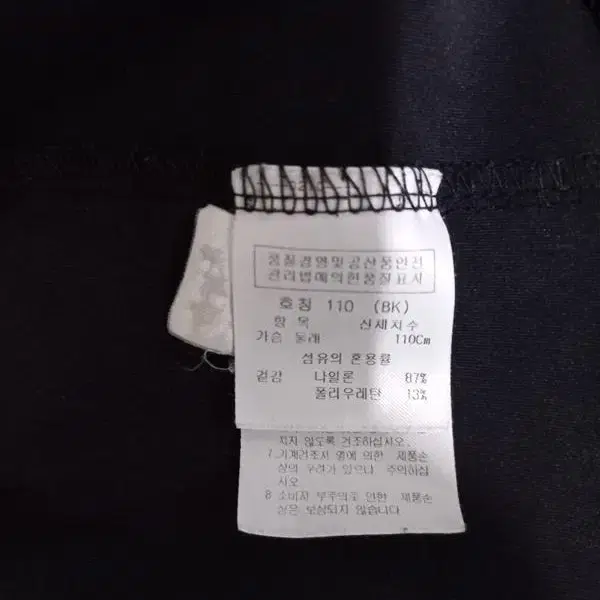 품질경영및공산품안전
관리법에의한품질표시
호칭 110 (BK)
항 목 신체치수
가슴 둘레 110Cm
섬유의 혼용률
겉감 나일론 87%
폴리우레탄 13%
지지 않도록 건조하십시오.
7.기계건조시 열에 의한 제품손
상의 우려가 있으니 주의하십
시오
8 소비자 부주의로 인한 제품손
상은 보상되지 않습니다